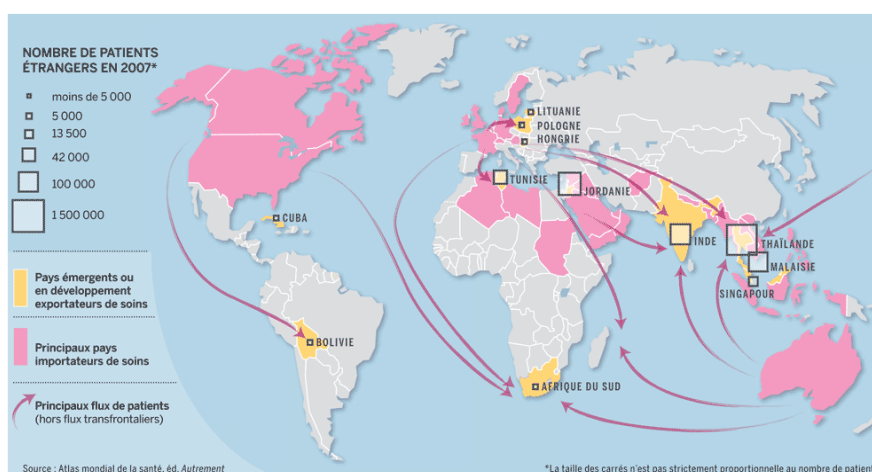 NOMBRE DE PATIENTS
ÉTRANGERS EN 2007*
moins de 5 000
5 000
13 500
42 000
100 000
1 500 000
Pays émergents ou
en développement
exportateurs de soins
Principaux pays
importateurs de soins
Principaux flux de patients
(hors flux transfrontaliers)
LITUANIE
POLOGNE
HONGRIE
TUNISIE
JORDANIE
CUBA
INDE
THAÏLANDE
MALAISIE
SINGAPOUR
BOLIVIE
AFRIQUE DU SUD
Source : Atlas mondial de la santé, éd. Autrement
*La taille des carrés n'est pas strictement proportionnelle au nombre de patient